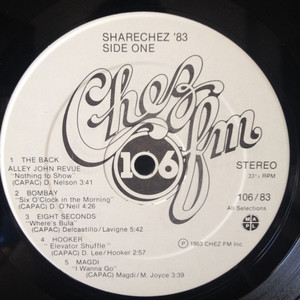 SHARECHEZ '83
SIDE ONE
Chez fm
106
1 THE BACK
ALLEY JOHN REVUE
"Nothing to Show"
(CAPAC) D. Nelson 3:41
2 BOMBAY
"Six O'Clock in the Morning"
(CAPAC) D. O'Neil 4:26
3 EIGHT SECONDS
"Where's Bula"
(CAPAC) Delcastillo/Lavigne 5:42
4 HOOKER
"Elevator Shuffle"
(CAPAC) D. Lee/Hooker 2:57
5 MAGDI
"I Wanna Go"
(CAPAC) Magdi/M. Joyce 3:39
STEREO
33⅓ RPM
106/83
All Selections
℗ 1983 CHEZ FM Inc.